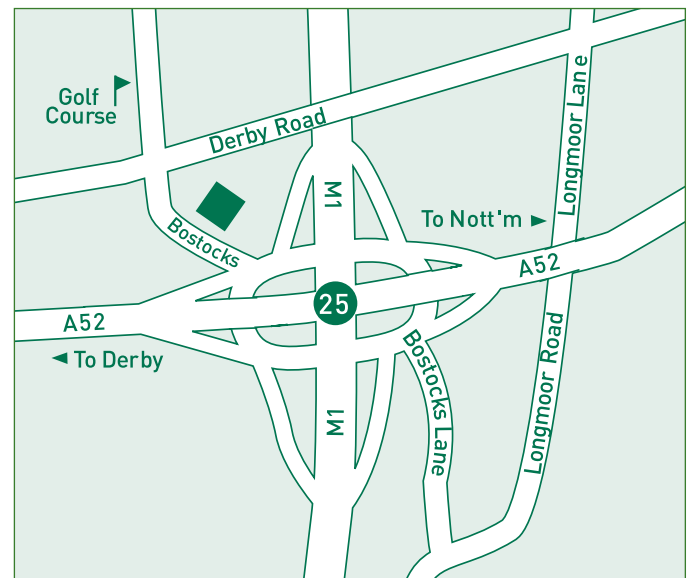 Golf
Course
Derby Road
Longmoor Lane
M1
To Nott'm
Bostocks
A52
25
A52
To Derby
Bostocks Lane
Longmoor Road
M1